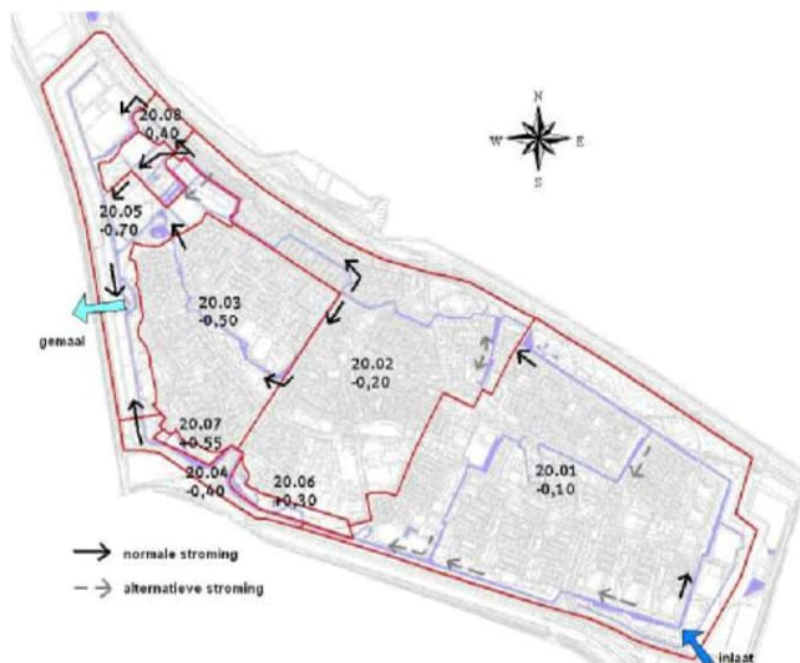 N
W
E
S
20.08
0,40
20.05
-0.70
20.03
-0,50
gemaal
20.02
-0,20
20.07
+0.55
20.04
-0,40
20.06
+0,30
20.01
-0,10
normale stroming
alternatieve stroming
inlaat